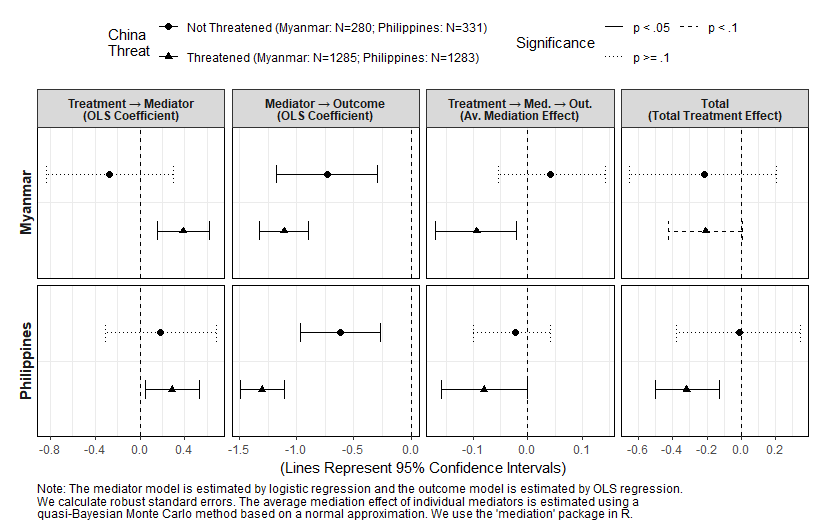 China
Threat
Not Threatened (Myanmar: N=280; Philippines: N=331)
Threatened (Myanmar: N=1285; Philippines: N=1283)
Significance
p < .05
p < .1
p >= .1
Treatment → Mediator
(OLS Coefficient)
Mediator → Outcome
(OLS Coefficient)
Treatment → Med. → Out.
(Av. Mediation Effect)
Total
(Total Treatment Effect)
Myanmar
Philippines
-0.8 -0.4 0.0 0.4
-1.5 -1.0 -0.5 0.0
-0.1 0.0 0.1
-0.6 -0.4 -0.2 0.0 0.2
(Lines Represent 95% Confidence Intervals)
Note: The mediator model is estimated by logistic regression and the outcome model is estimated by OLS regression.
We calculate robust standard errors. The average mediation effect of individual mediators is estimated using a
quasi-Bayesian Monte Carlo method based on a normal approximation. We use the 'mediation' package in R.